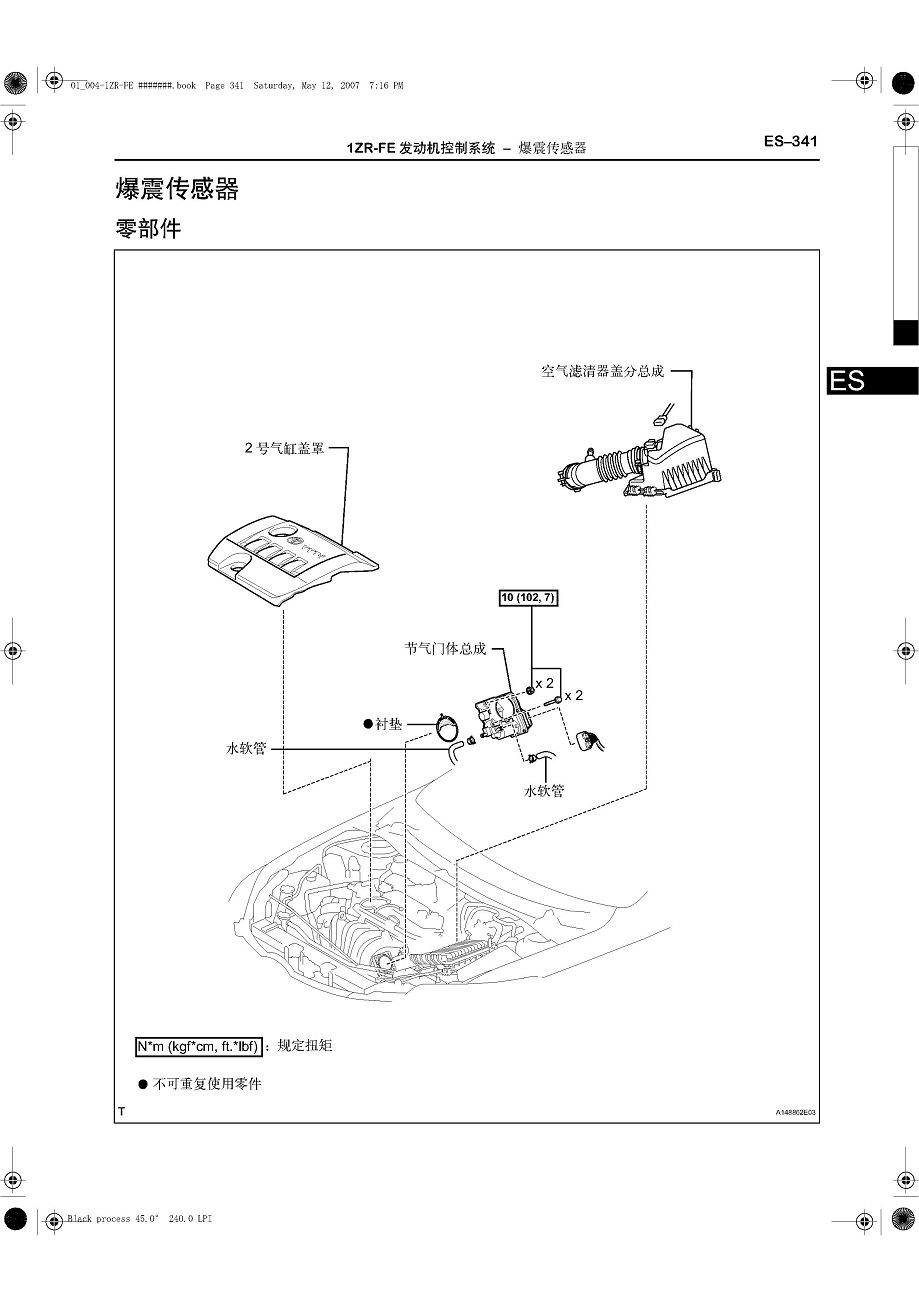 01_004-1ZR-FE #######.book  Page 341  Saturday, May 12, 2007  7:16 PM
1ZR-FE 发动机控制系统 – 爆震传感器
ES–341
爆震传感器
零部件
ES
空气滤清器盖分总成
2 号气缸盖罩
10 (102, 7)
节气门体总成
x 2
x 2
●衬垫
水软管
水软管
N*m (kgf*cm, ft.*lbf) : 规定扭矩
● 不可重复使用零件
T
A148862E03
Black process 45.0° 240.0 LPI